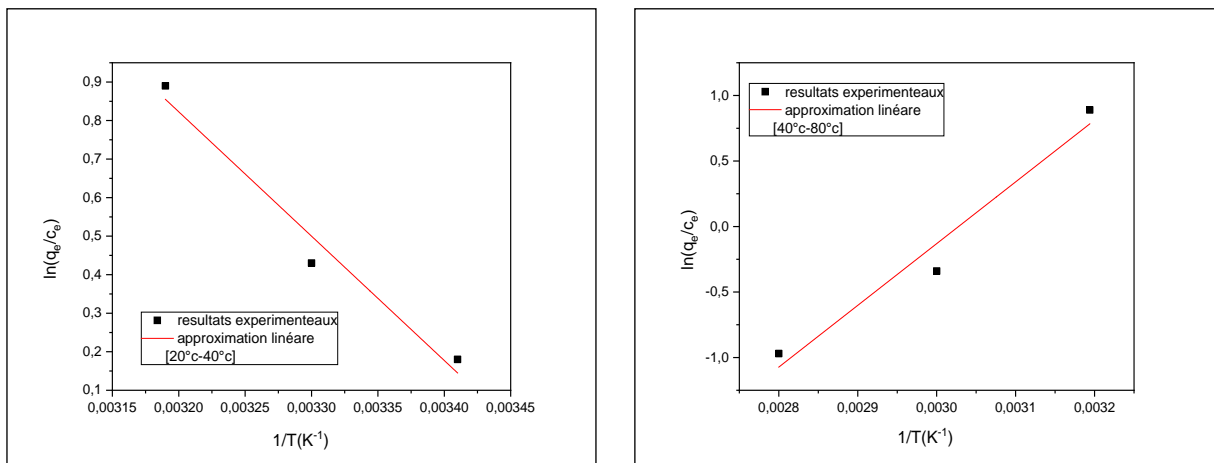 0,9
0,8
0,7
0,6
0,5
0,4
0,3
0,2
0,1
ln(qe/ce)
resultats experimenteaux
approximation linéare
[20°c-40°c]
0,00315 0,00320 0,00325 0,00330 0,00335 0,00340 0,00345
1/T(K-1)
1,0
0,5
0,0
-0,5
-1,0
ln(qe/ce)
resultats experimenteaux
approximation linéare
[40°c-80°c]
0,0028 0,0029 0,0030 0,0031 0,0032
1/T(K-1)